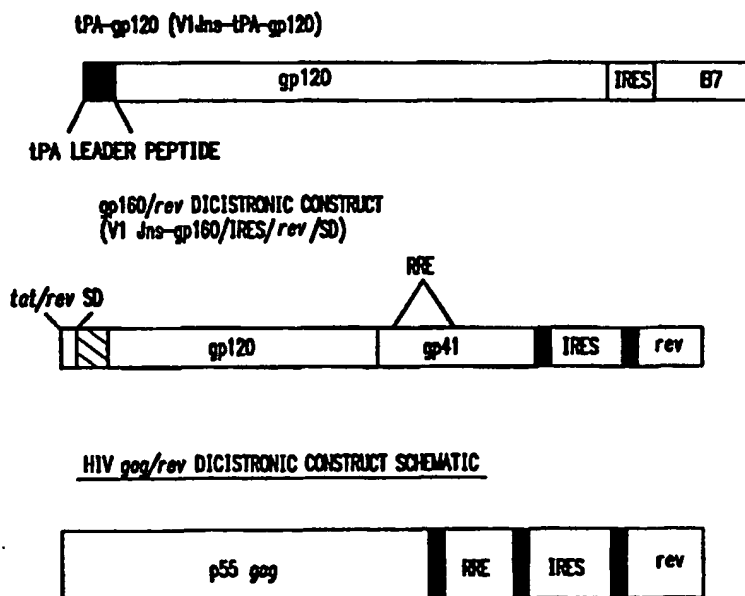 tPA-gp120 (V1Jns-tPA-gp120)
gp120 IRES B7
tPA LEADER PEPTIDE
gp160/rev DICISTRONIC CONSTRUCT
(V1 Jns-gp160/IRES/rev/SD)
RRE
tat/rev SD
gp120 gp41 IRES rev
HIV gag/rev DICISTRONIC CONSTRUCT SCHEMATIC
p55 gag RRE IRES rev